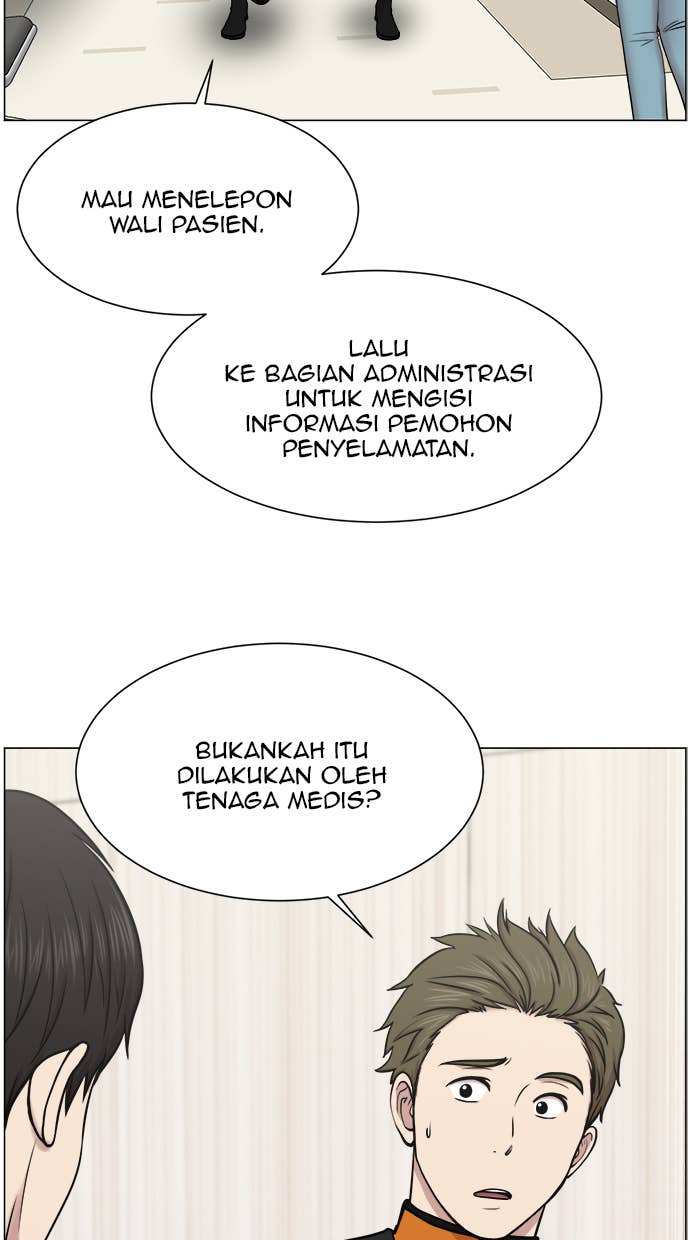 MAU MENELEPON
WALI PASIEN.
LALU
KE BAGIAN ADMINISTRASI
UNTUK MENGISI
INFORMASI PEMOHON
PENYELAMATAN.
BUKANKAH ITU
DILAKUKAN OLEH
TENAGA MEDIS?